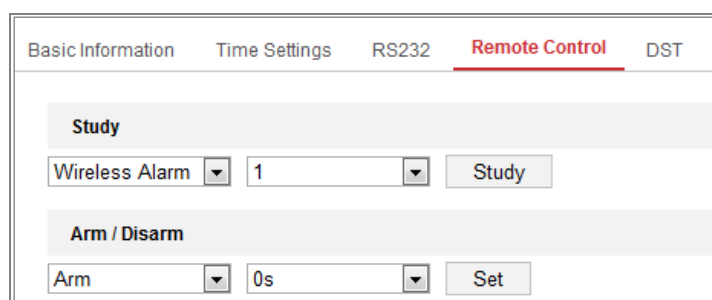 Basic Information Time Settings RS232 Remote Control DST
Study
Wireless Alarm 1 Study
Arm / Disarm
Arm 0s Set